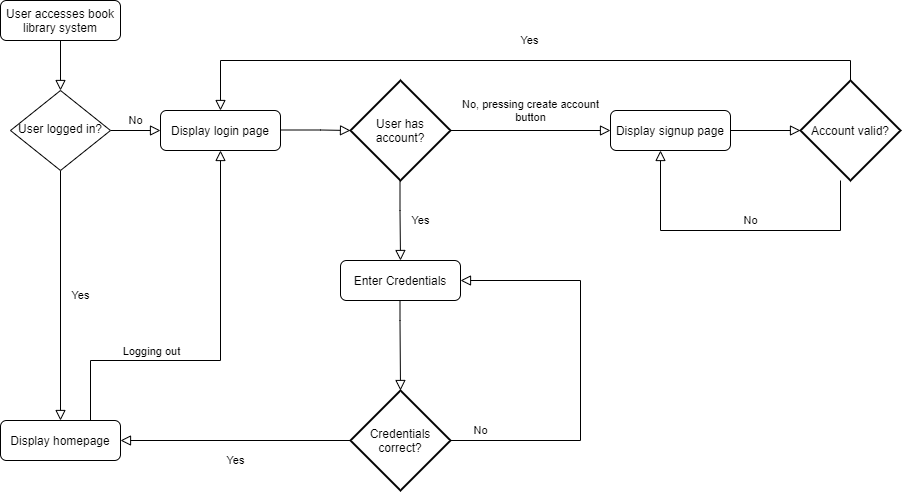 User accesses book
library system
Yes
No, pressing create account
button
No
User logged in?
Display login page
User has
account?
Display signup page
Account valid?
Yes
No
Enter Credentials
Yes
Logging out
Display homepage
Credentials
correct?
No
Yes